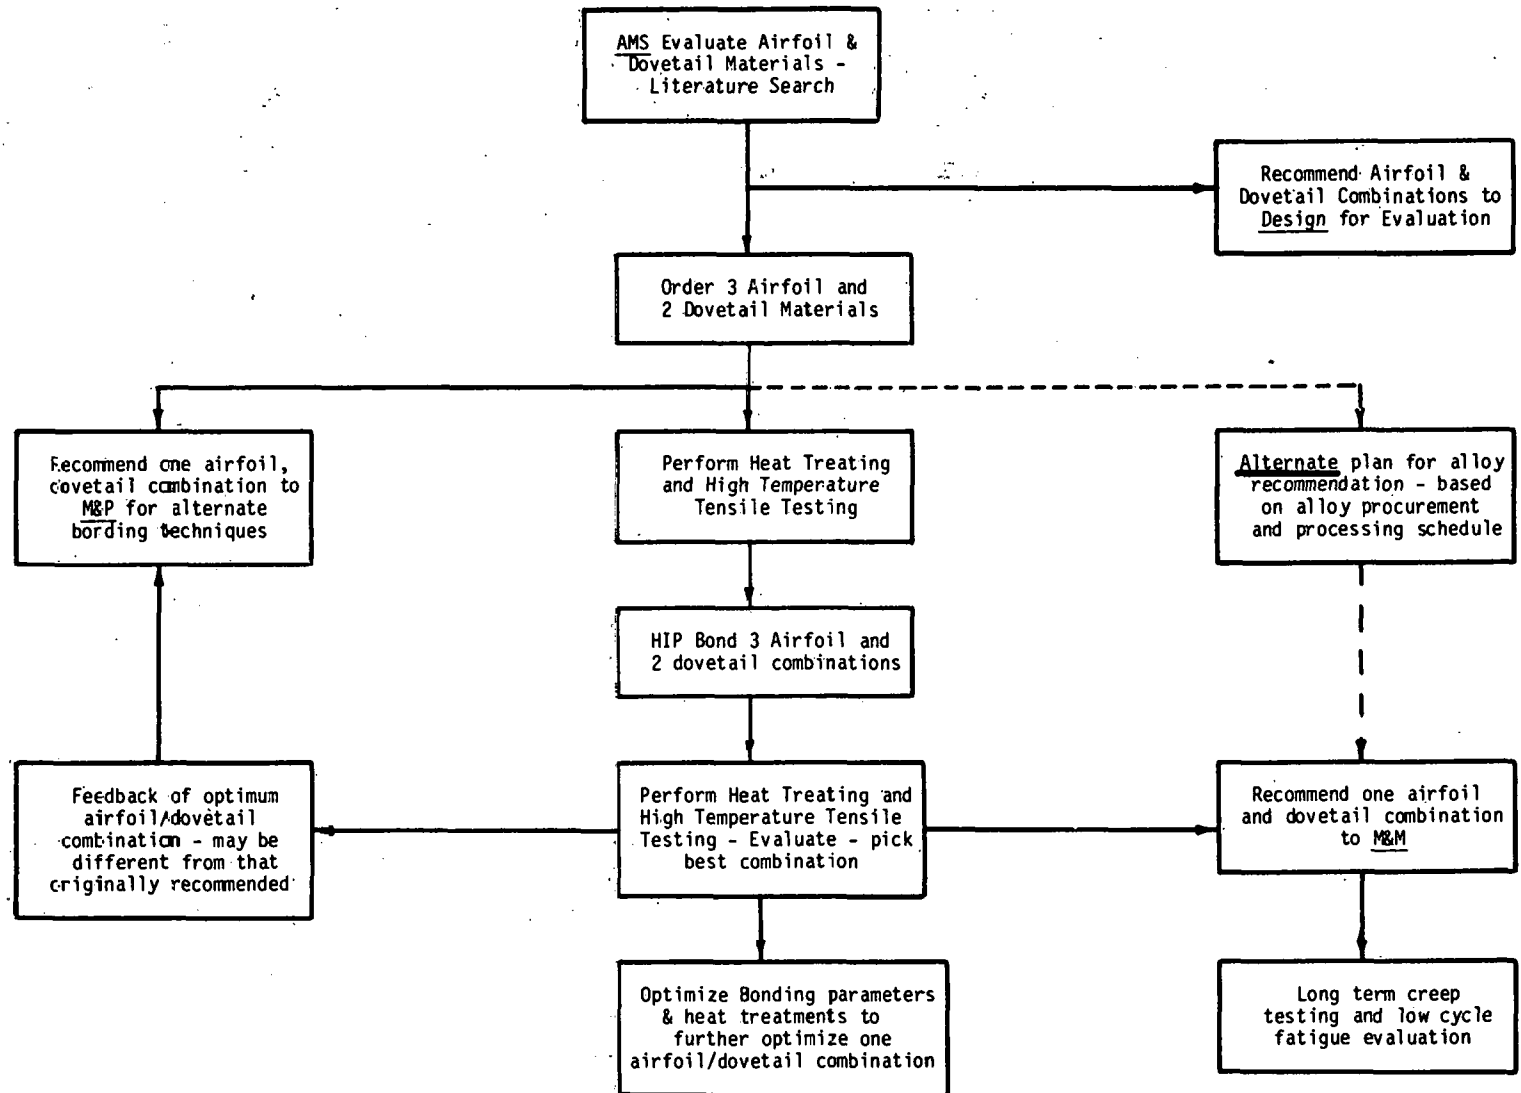 AMS Evaluate Airfoil &
Dovetail Materials -
Literature Search
Recommend Airfoil &
Dovetail Combinations to
Design for Evaluation
Order 3 Airfoil and
2 Dovetail Materials
Recommend one airfoil,
dovetail combination to
M&P for alternate
bording techniques
Perform Heat Treating
and High Temperature
Tensile Testing
Alternate plan for alloy
recommendation - based
on alloy procurement
and processing schedule
HIP Bond 3 Airfoil and
2 dovetail combinations
Feedback of optimum
airfoil/dovetail
combination - may be
different from that
originally recommended
Perform Heat Treating and
High Temperature Tensile
Testing - Evaluate - pick
best combination
Recommend one airfoil
and dovetail combination
to M&M
Optimize Bonding parameters
& heat treatments to
further optimize one
airfoil/dovetail combination
Long term creep
testing and low cycle
fatigue evaluation